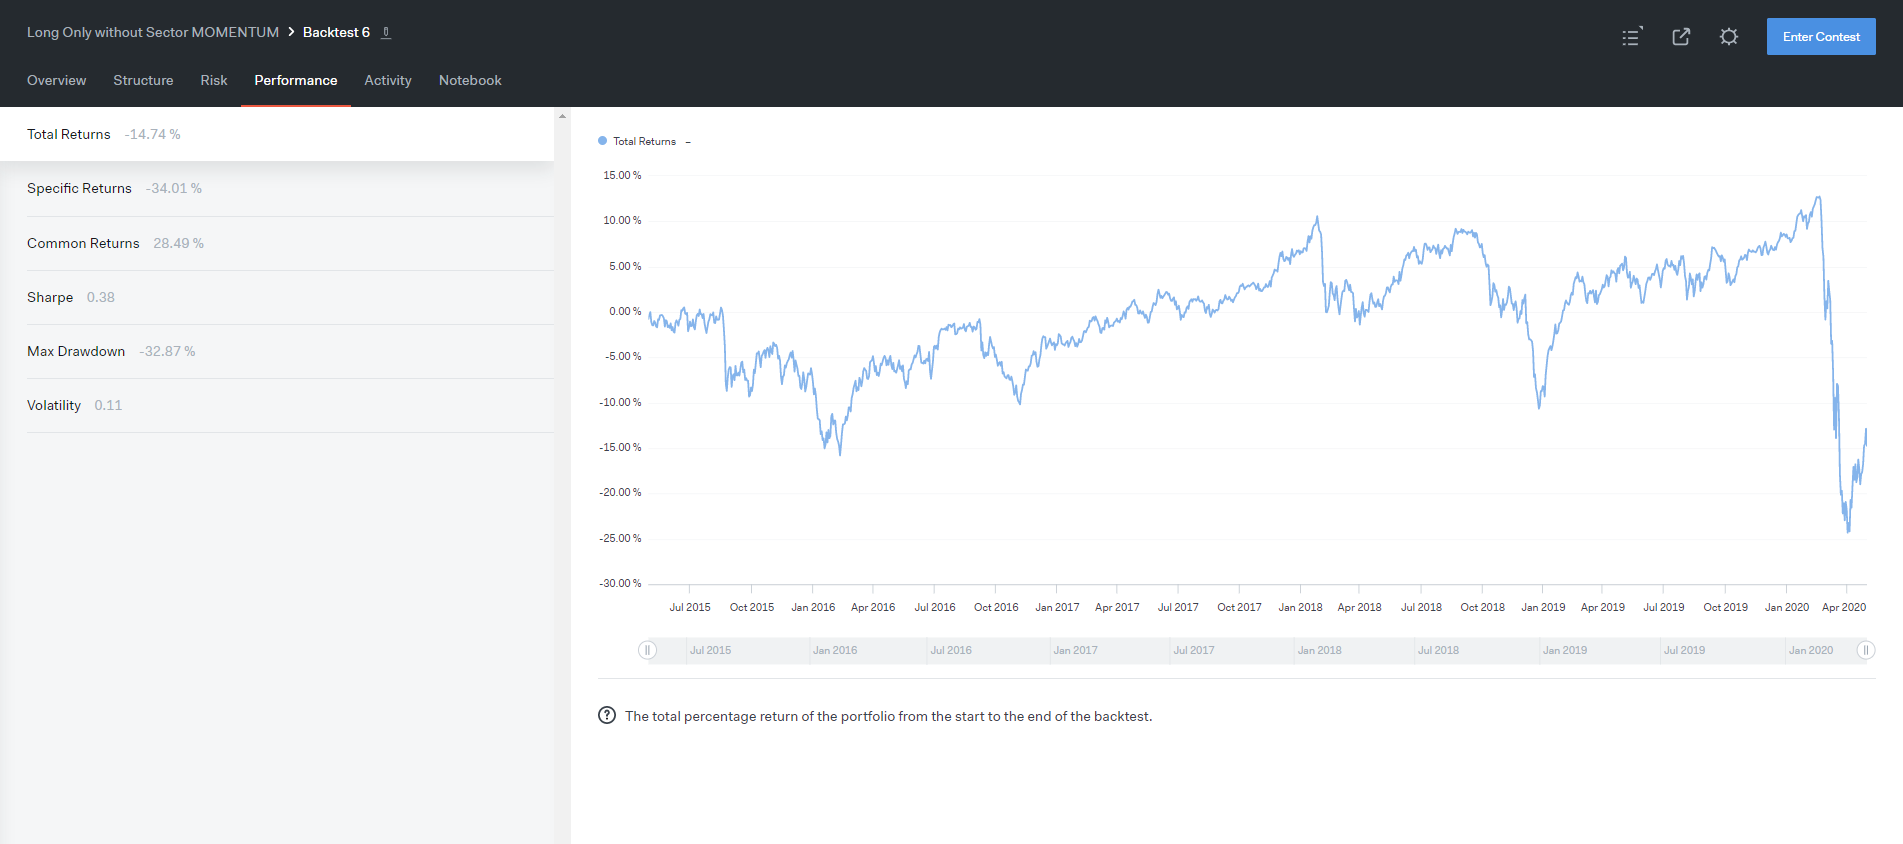 Long Only without Sector MOMENTUM > Backtest 6
Enter Contest
Overview Structure Risk Performance Activity Notebook
Total Returns -14.74 %
Specific Returns -34.01 %
Common Returns 28.49 %
Sharpe 0.38
Max Drawdown -32.87 %
Volatility 0.11
Total Returns –
15.00 %
10.00 %
5.00 %
0.00 %
-5.00 %
-10.00 %
-15.00 %
-20.00 %
-25.00 %
-30.00 %
Jul 2015 Oct 2015 Jan 2016 Apr 2016 Jul 2016 Oct 2016 Jan 2017 Apr 2017 Jul 2017 Oct 2017 Jan 2018 Apr 2018 Jul 2018 Oct 2018 Jan 2019 Apr 2019 Jul 2019 Oct 2019 Jan 2020 Apr 2020
Jul 2015 Jan 2016 Jul 2016 Jan 2017 Jul 2017 Jan 2018 Jul 2018 Jan 2019 Jul 2019 Jan 2020
? The total percentage return of the portfolio from the start to the end of the backtest.